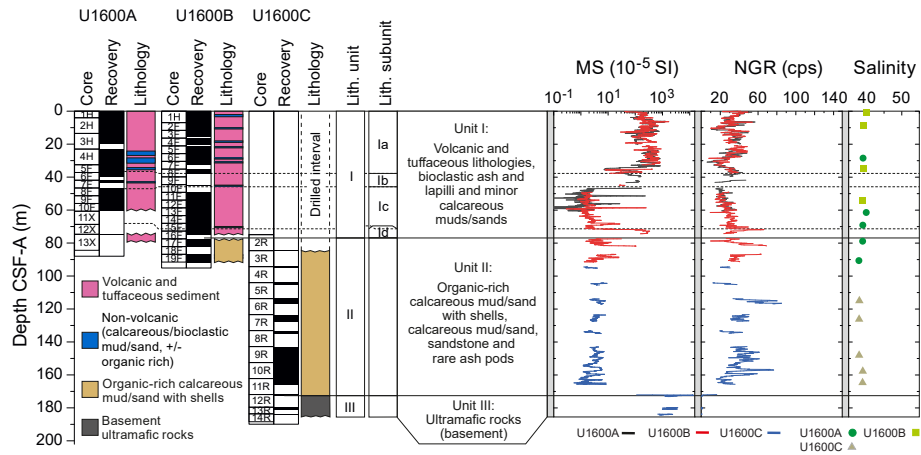 U1600A
U1600B
U1600C
Core
Recovery
Lithology
Core
Recovery
Lithology
Core
Recovery
Lithology
Lith. unit
Lith. subunit
MS (10-5 SI)
NGR (cps)
Salinity
10-1
101
103
20
60
100
140
40
50
Depth CSF-A (m)
0
20
40
60
80
100
120
140
160
180
200
1H
2H
3H
4H
5F
7F
8F
9F
10F
11X
12X
13X
1H
2F
3F
4F
5F
6F
7F
8F
9F
10F
11F
12F
13F
14F
15F
16F
17F
18F
19F
2R
3R
4R
5R
6R
7R
8R
9R
10R
11R
12R
13R
14R
Drilled interval
I
II
III
Ia
Ib
Ic
Id
Unit I:
Volcanic and
tuffaceous lithologies,
bioclastic ash and
lapilli and minor
calcareous
muds/sands
Unit II:
Organic-rich
calcareous mud/sand
with shells,
calcareous mud/sand,
sandstone and
rare ash pods
Unit III:
Ultramafic rocks
(basement)
Volcanic and
tuffaceous sediment
Non-volcanic
(calcareous/bioclastic
mud/sand, +/-
organic rich)
Organic-rich calcareous
mud/sand with shells
Basement
ultramafic rocks
U1600A
U1600B
U1600C
U1600A
U1600B
U1600C